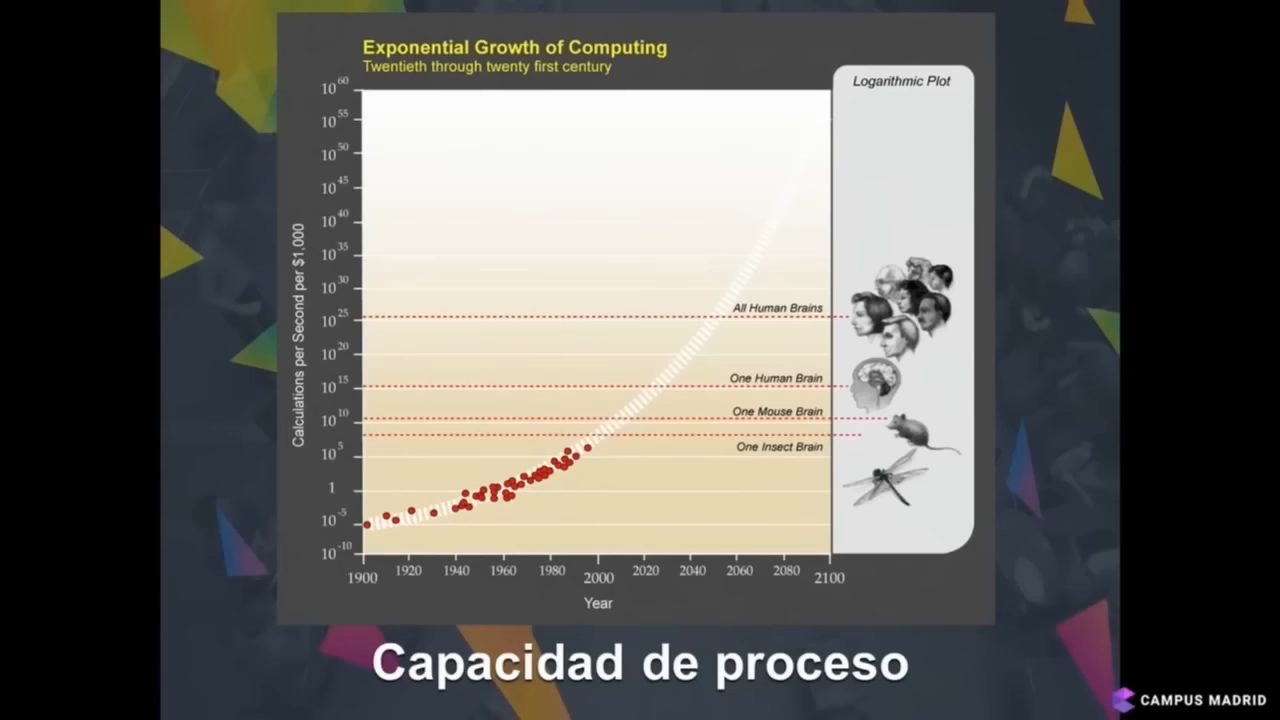 Exponential Growth of Computing
Twentieth through twenty first century
Logarithmic Plot
Calculations per Second per $1,000
10^60
10^55
10^50
10^45
10^40
10^35
10^30
10^25
10^20
10^15
10^10
10^5
1
10^-5
10^-10
All Human Brains
One Human Brain
One Mouse Brain
One Insect Brain
1900 1920 1940 1960 1980 2000 2020 2040 2060 2080 2100
Year
Capacidad de proceso
CAMPUS MADRID